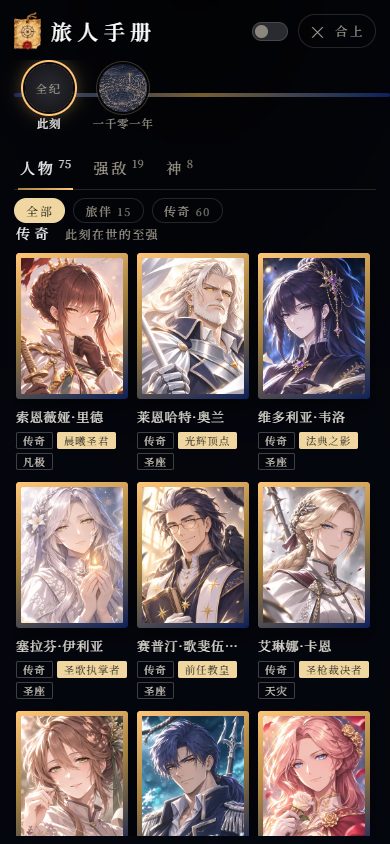 旅人手册
合上
全纪
此刻
一千零一年
人物 75
强敌 19
神 8
全部
旅伴 15
传奇 60
传奇 此刻在世的至强
索恩薇娅·里德
莱恩哈特·奥兰
维多利亚·韦洛
传奇 晨曦圣君
传奇 光辉顶点
传奇 法典之影
凡极
圣座
圣座
塞拉芬·伊利亚
赛普汀·歌斐伍⋯
艾琳娜·卡恩
传奇 圣歌执掌者
传奇 前任教皇
传奇 圣枪裁决者
圣座
圣座
天灾